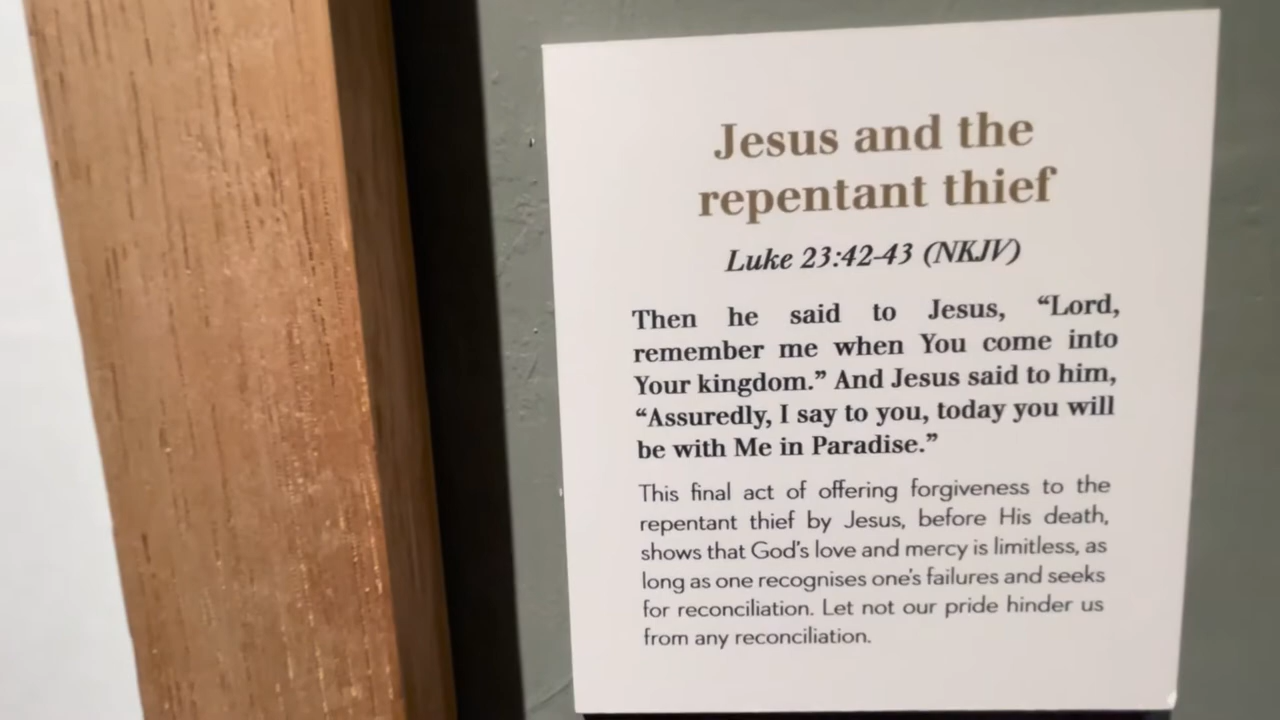 Jesus and the
repentant thief
Luke 23:42-43 (NKJV)
Then he said to Jesus, “Lord,
remember me when You come into
Your kingdom.” And Jesus said to him,
“Assuredly, I say to you, today you will
be with Me in Paradise.”
This final act of offering forgiveness to the
repentant thief by Jesus, before His death,
shows that God’s love and mercy is limitless, as
long as one recognises one’s failures and seeks
for reconciliation. Let not our pride hinder us
from any reconciliation.